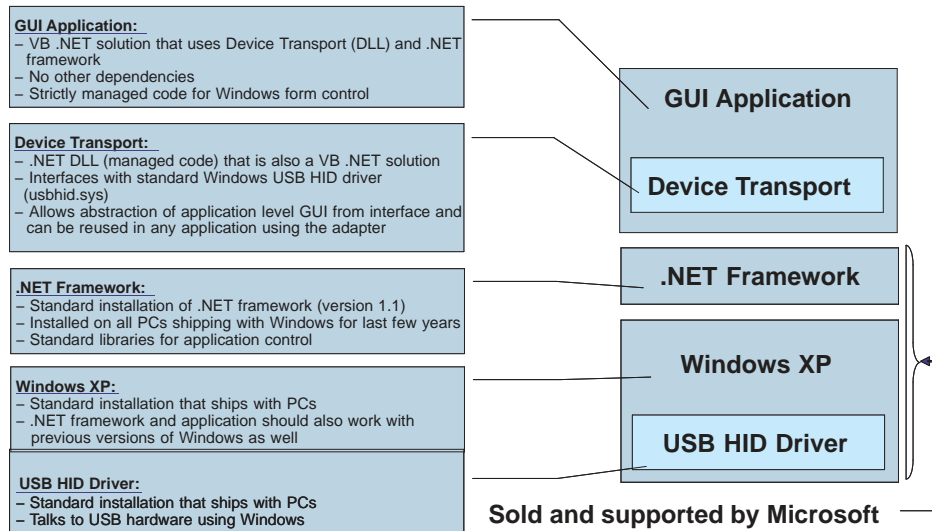 GUI Application:
– VB .NET solution that uses Device Transport (DLL) and .NET
framework
– No other dependencies
– Strictly managed code for Windows form control
Device Transport:
– .NET DLL (managed code) that is also a VB .NET solution
– Interfaces with standard Windows USB HID driver
(usbhid.sys)
– Allows abstraction of application level GUI from interface and
can be reused in any application using the adapter
.NET Framework:
– Standard installation of .NET framework (version 1.1)
– Installed on all PCs shipping with Windows for last few years
– Standard libraries for application control
Windows XP:
– Standard installation that ships with PCs
– .NET framework and application should also work with
previous versions of Windows as well
USB HID Driver:
– Standard installation that ships with PCs
– Talks to USB hardware using Windows
GUI Application
Device Transport
.NET Framework
Windows XP
USB HID Driver
Sold and supported by Microsoft